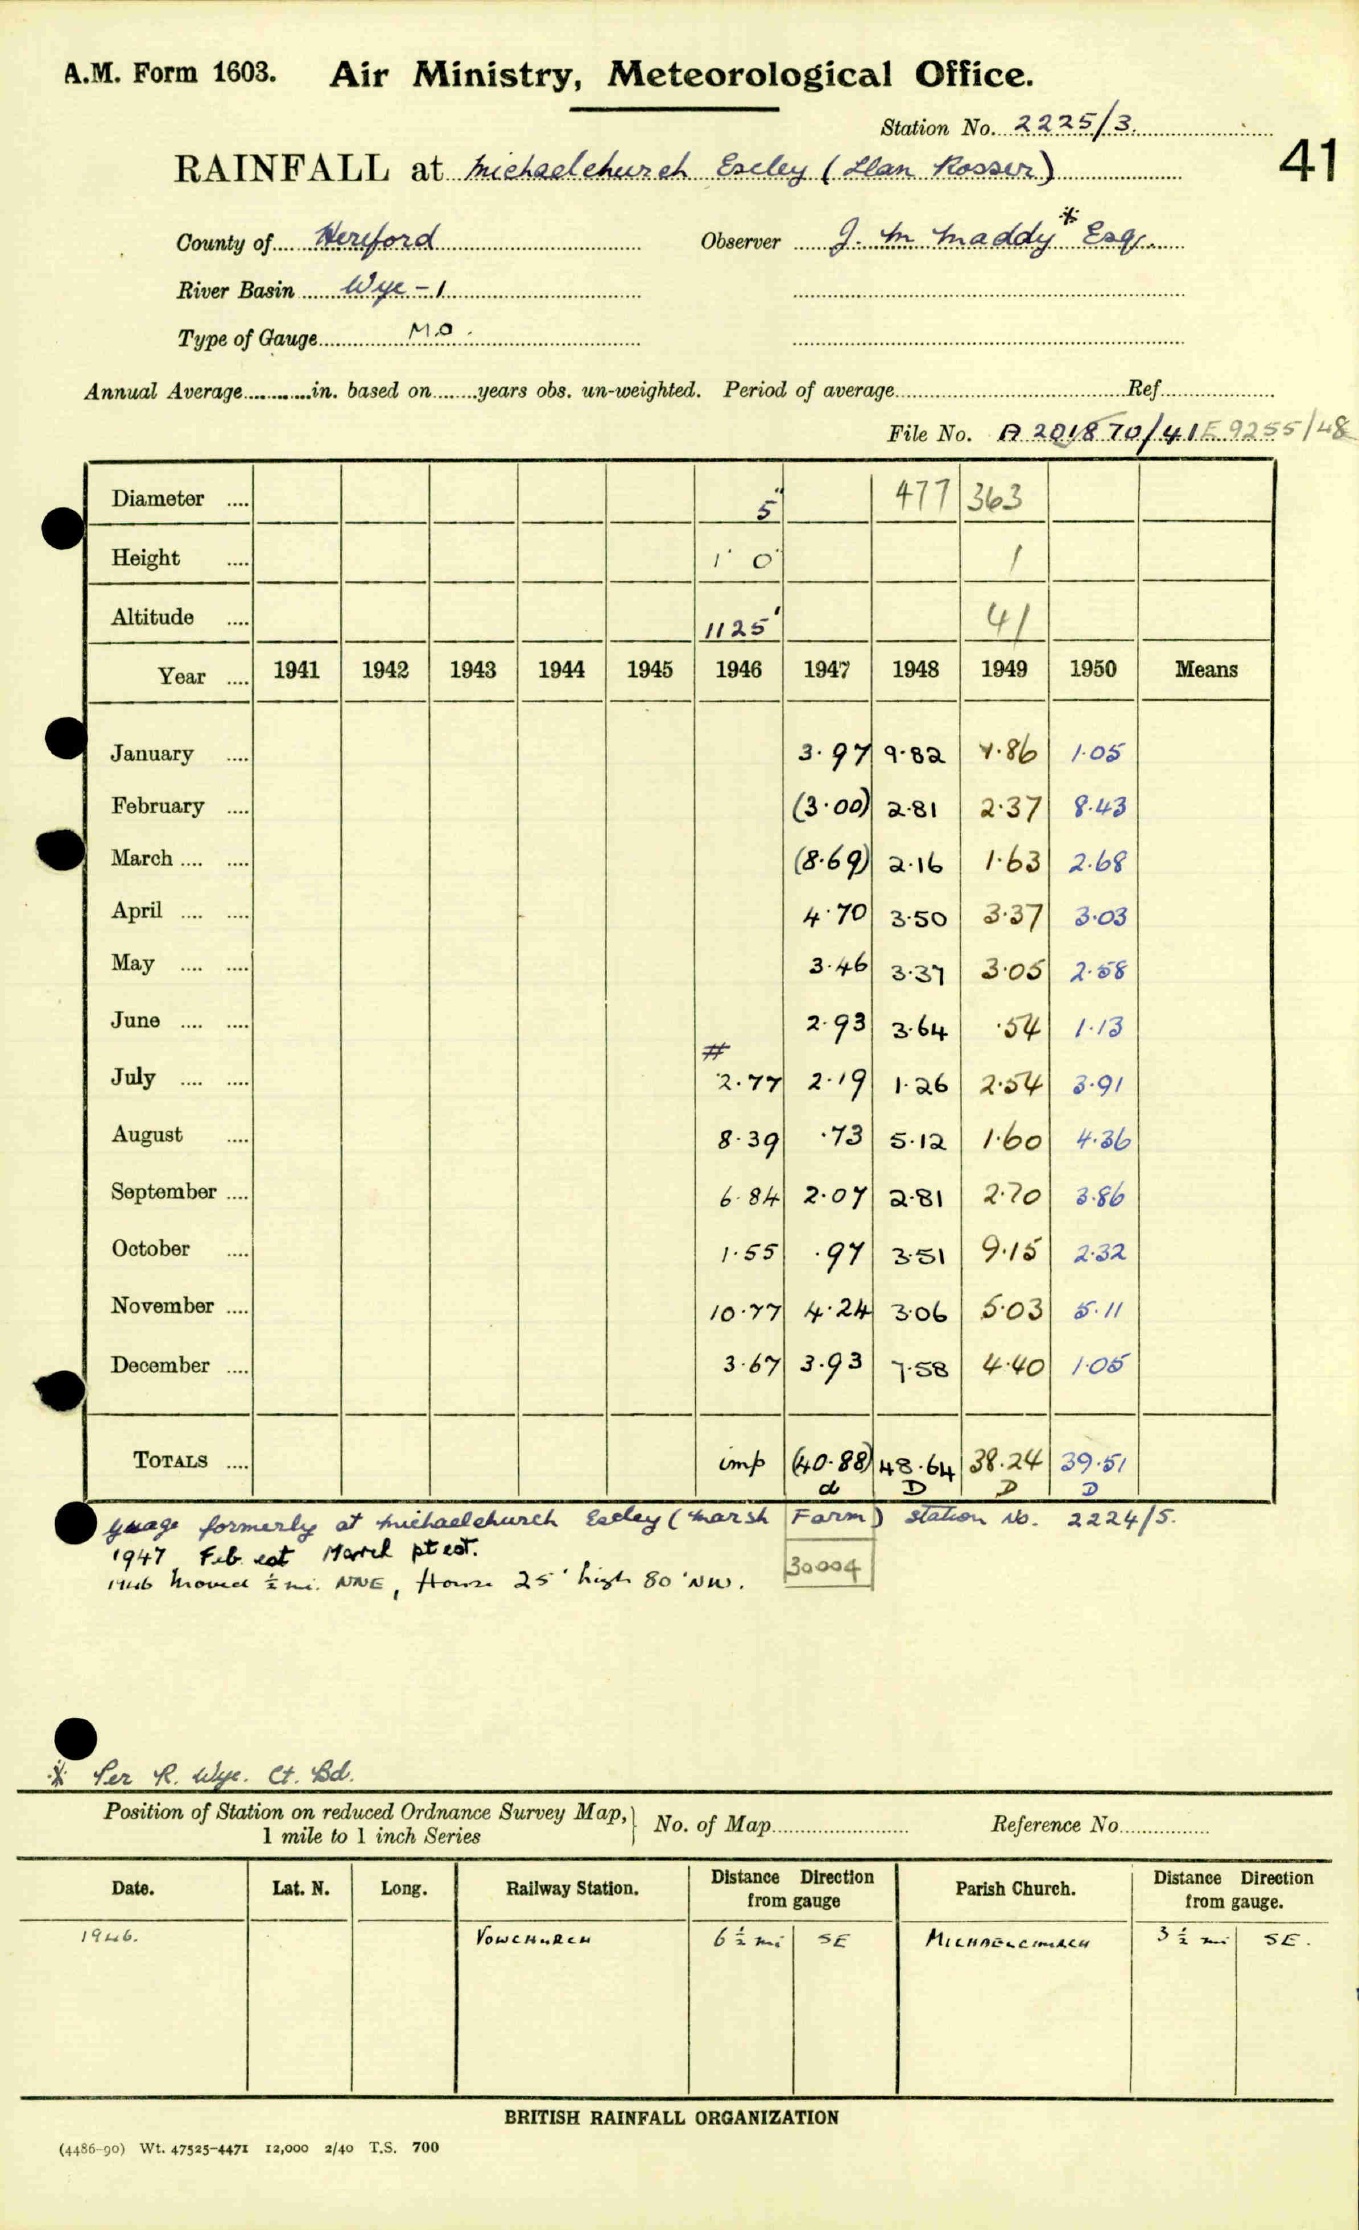 A.M. Form 1603. Air Ministry, Meteorological Office.
Station No. 2225/3
41
RAINFALL at Michaelchurch Escley (Llan Rosser)
County of Hereford Observer J. M Maddy* Esq.
River Basin Wye - 1
Type of Gauge M.O.
Annual Average in. based on years obs. un-weighted. Period of average Ref
File No. A 201870/41 E 9255/48
Diameter 5" 477 363
Height 1' 0" 1
Altitude 1125' 41
Year 1941 1942 1943 1944 1945 1946 1947 1948 1949 1950 Means
January 3.97 9.82 1.86 1.05
February (3.00) 2.81 2.37 8.43
March (8.69) 2.16 1.63 2.68
April 4.70 3.50 3.37 3.03
May 3.46 3.37 3.05 2.58
June 2.93 3.64 .54 1.13
#
July 2.77 2.19 1.26 2.54 3.91
August 8.39 .73 5.12 1.60 4.36
September 6.84 2.07 2.81 2.70 3.86
October 1.55 .97 3.51 9.15 2.32
November 10.77 4.24 3.06 5.03 5.11
December 3.67 3.93 7.58 4.40 1.05
TOTALS imp (40.88) 48.64 38.24 39.51
d D D D
Guage formerly at Michaelchurch Escley (Marsh Farm) Station No. 2224/5.
1947 Feb. est March pt est.
30004
1946 Moved ½ mi. NNE, House 25' high 80' NW.
* Per R. Wye. Ct. Bd.
Position of Station on reduced Ordnance Survey Map, 1 mile to 1 inch Series } No. of Map Reference No
Date. Lat. N. Long. Railway Station. Distance Direction from gauge Parish Church. Distance Direction from gauge.
1946. VOWCHURCH 6½ mi SE MICHAELCHURCH 3½ mi SE.
BRITISH RAINFALL ORGANIZATION
(4486-90) Wt. 47525-4471 12,000 2/40 T.S. 700